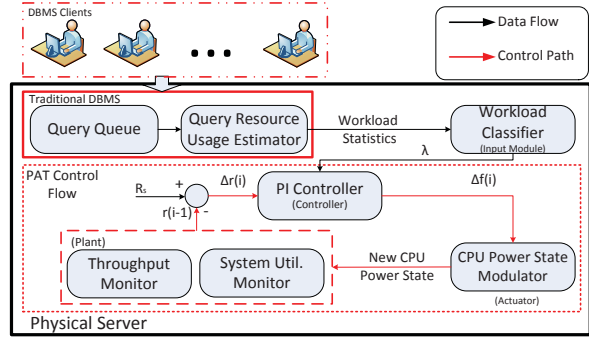 DBMS Clients
Data Flow
Control Path
Traditional DBMS
Query Queue
Query Resource
Usage Estimator
Workload
Statistics
Workload
Classifier
(Input Module)
λ
PAT Control
Flow
Rs
+
r(i-1)
-
Δr(i)
PI Controller
(Controller)
Δf(i)
(Plant)
Throughput
Monitor
System Util.
Monitor
New CPU
Power State
CPU Power State
Modulator
(Actuator)
Physical Server